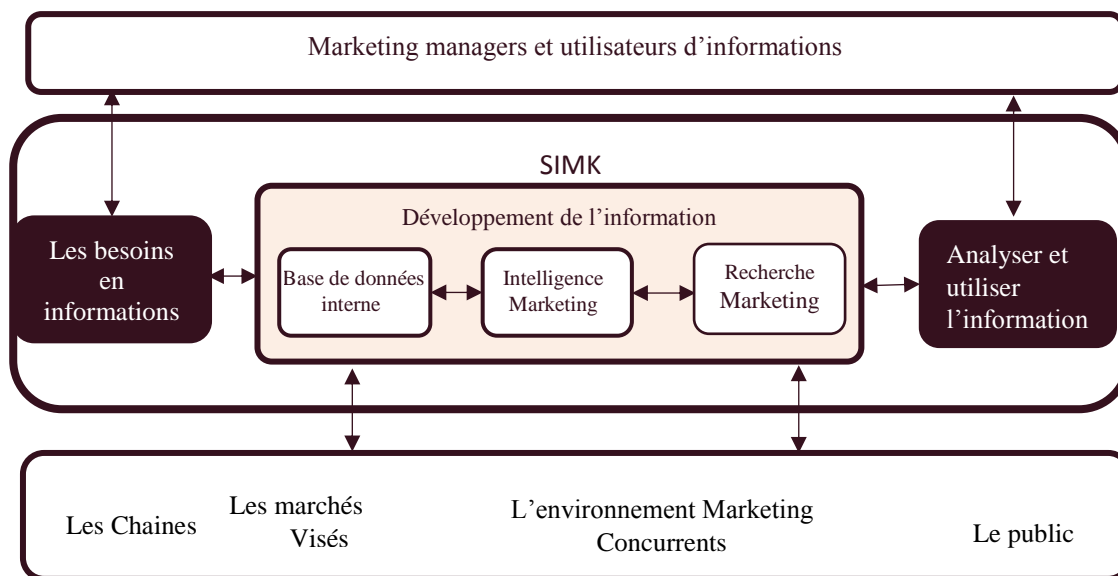 Marketing managers et utilisateurs d’informations
SIMK
Développement de l’information
Les besoins
en
informations
Base de données
interne
Intelligence
Marketing
Recherche
Marketing
Analyser et
utiliser
l’information
Les Chaines
Les marchés
Visés
L’environnement Marketing
Concurrents
Le public